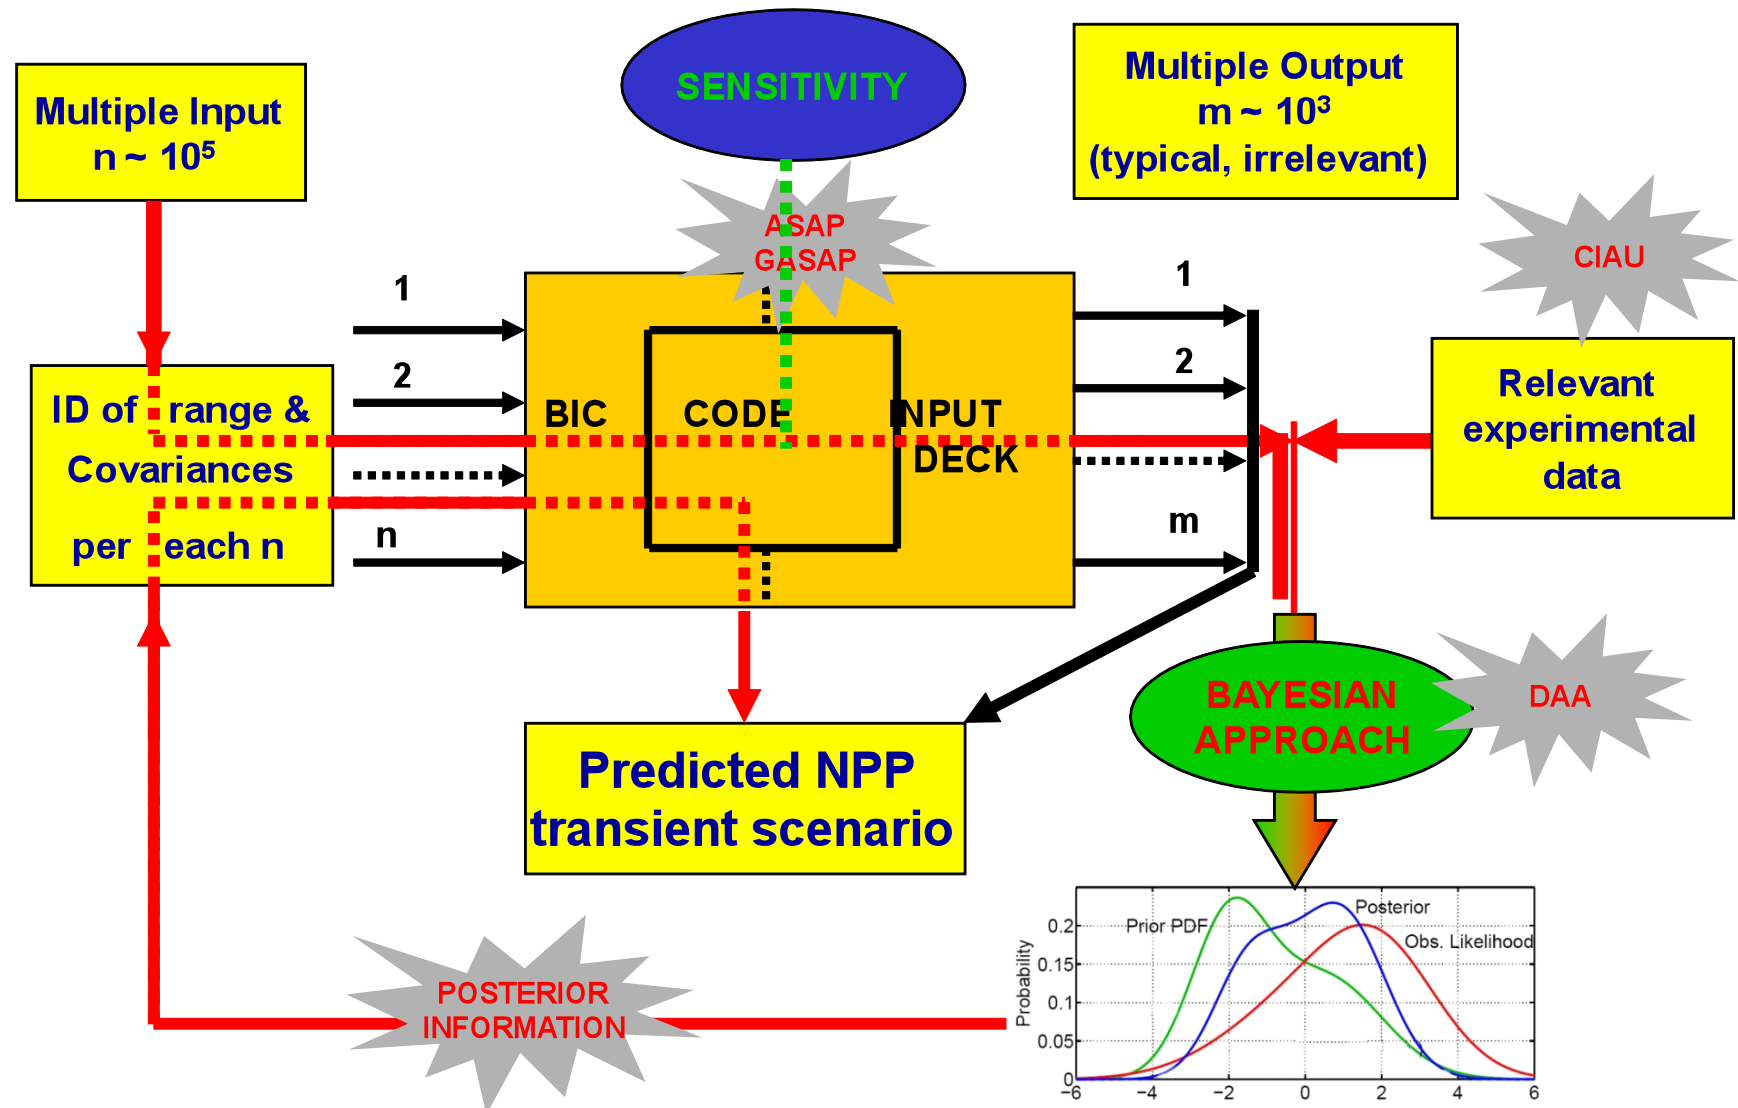 SENSITIVITY
Multiple Input
n ~ 10⁵
Multiple Output
m ~ 10³
(typical, irrelevant)
ASAP
GASAP
CIAU
1
2
n
1
2
m
ID of range &
Covariances
per each n
BIC
CODE
INPUT
DECK
Relevant
experimental
data
BAYESIAN
APPROACH
DAA
Predicted NPP
transient scenario
POSTERIOR
INFORMATION
Prior PDF
Posterior
Obs. Likelihood
Probability
0.2
0.15
0.1
0.05
0
−6
−4
−2
0
2
4
6